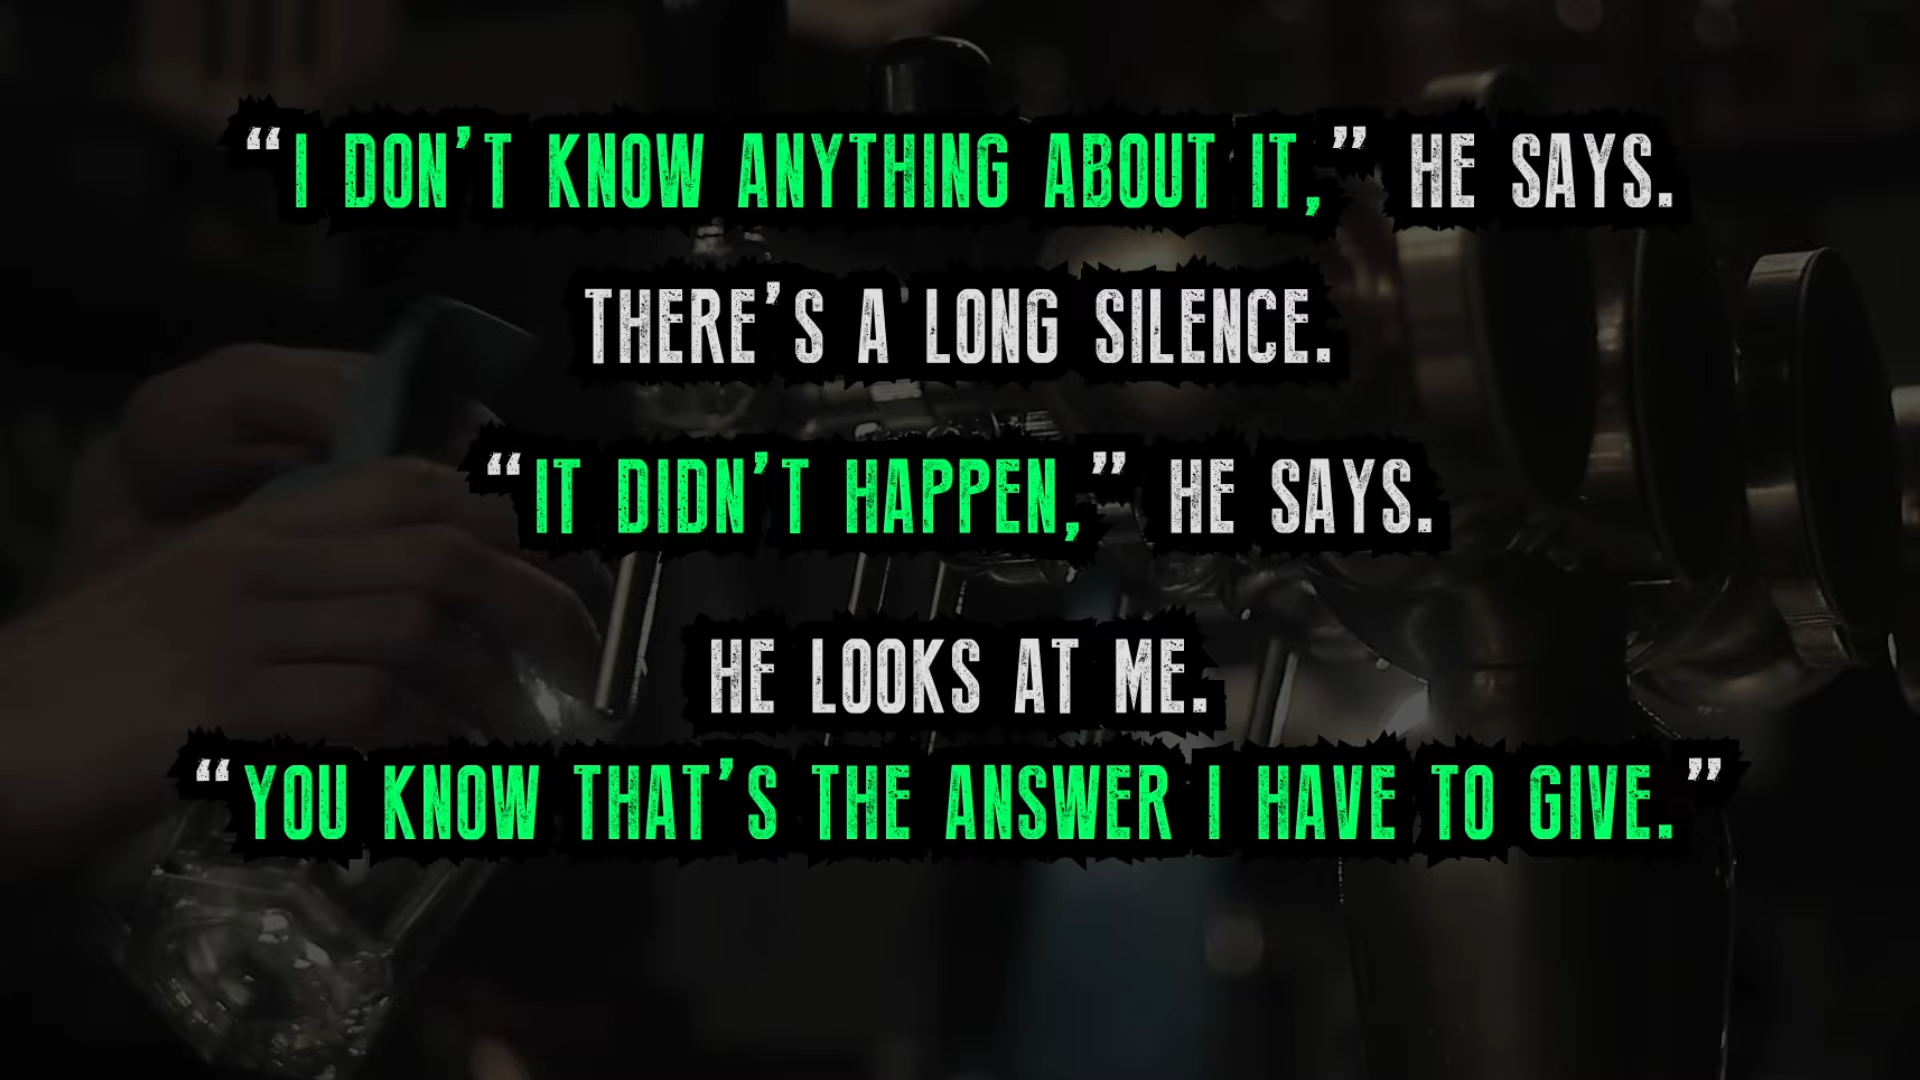 “I DON’T KNOW ANYTHING ABOUT IT,” HE SAYS.
THERE’S A LONG SILENCE.
“IT DIDN’T HAPPEN,” HE SAYS.
HE LOOKS AT ME.
“YOU KNOW THAT’S THE ANSWER I HAVE TO GIVE.”